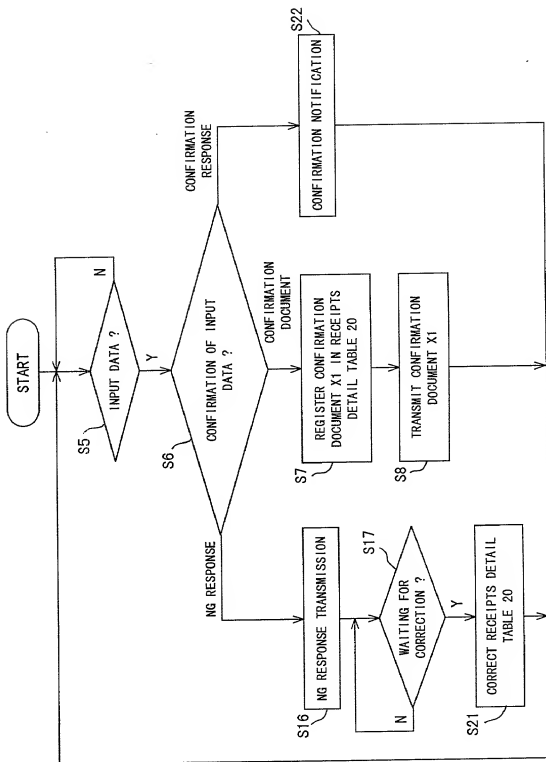 START
S5
INPUT DATA ?
N
Y
S6
CONFIRMATION OF INPUT
DATA ?
NG RESPONSE
CONFIRMATION
DOCUMENT
CONFIRMATION
RESPONSE
S16
NG RESPONSE TRANSMISSION
S17
WAITING FOR
CORRECTION ?
N
Y
S21
CORRECT RECEIPTS DETAIL
TABLE 20
S7
REGISTER CONFIRMATION
DOCUMENT X1 IN RECEIPTS
DETAIL TABLE 20
S8
TRANSMIT CONFIRMATION
DOCUMENT X1
S22
CONFIRMATION NOTIFICATION